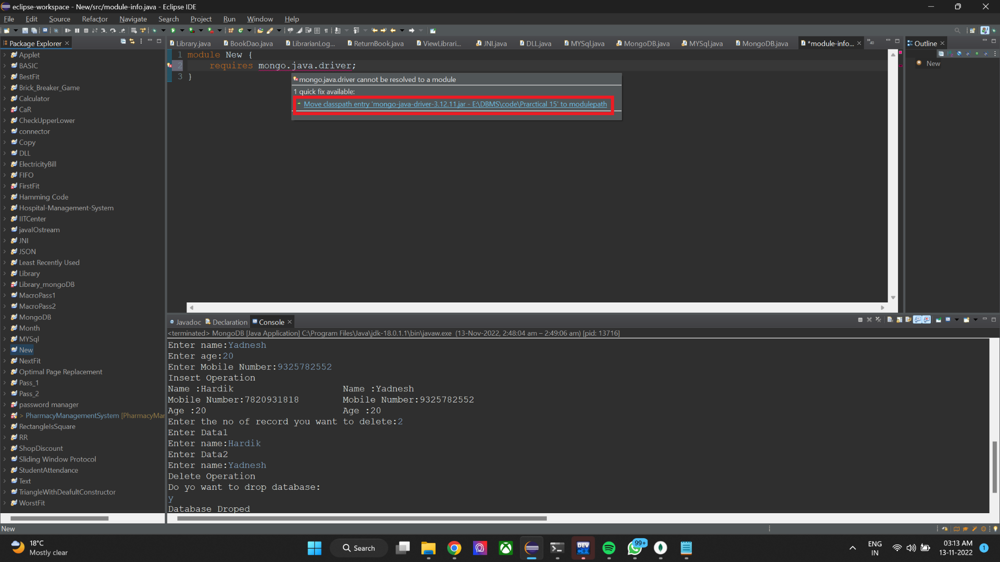 eclipse-workspace - New/src/module-info.java - Eclipse IDE
File Edit Source Refactor Navigate Search Project Run Window Help
Package Explorer
Applet
BASIC
BestFit
Brick_Breaker_Game
Calculator
CaR
CheckUpperLower
connector
Copy
DLL
ElectricityBill
FIFO
FirstFit
Hamming Code
Hospital-Management-System
IITCenter
javaIOstream
JNI
JSON
Least Recently Used
Library
Library_mongoDB
MacroPass1
MacroPass2
MongoDB
Month
MYSql
New
NextFit
Optimal Page Replacement
Pass_1
Pass_2
password manager
> PharmacyManagementSystem [PharmacyMar
RectangleIsSquare
RR
ShopDiscount
Sliding Window Protocol
StudentAttendance
Text
TriangleWithDeafultConstructor
WorstFit
Library.java BookDao.java LibrarianLog... ReturnBook.java ViewLibrari... JNI.java DLL.java MYSql.java MongoDB.java MYSql.java MongoDB.java *module-info... 40
1 module New {
2 requires mongo.java.driver;
3 }
mongo.java.driver cannot be resolved to a module
1 quick fix available:
Move classpath entry 'mongo-java-driver-3.12.11.jar - E:\DBMS\code\Prarctical 15' to modulepath
Outline
New
Javadoc Declaration Console
<terminated> MongoDB [Java Application] C:\Program Files\Java\jdk-18.0.1.1\bin\javaw.exe (13-Nov-2022, 2:48:04 am – 2:49:06 am) [pid: 13716]
Enter name:Yadnesh
Enter age:20
Enter Mobile Number:9325782552
Insert Operation
Name :Hardik Name :Yadnesh
Mobile Number:7820931818 Mobile Number:9325782552
Age :20 Age :20
Enter the no of record you want to delete:2
Enter Data1
Enter name:Hardik
Enter Data2
Enter name:Yadnesh
Delete Operation
Do yo want to drop database:
y
Database Droped
New
18°C
Mostly clear
Search
DEV
99+
ENG
IN
03:13 AM
13-11-2022
1